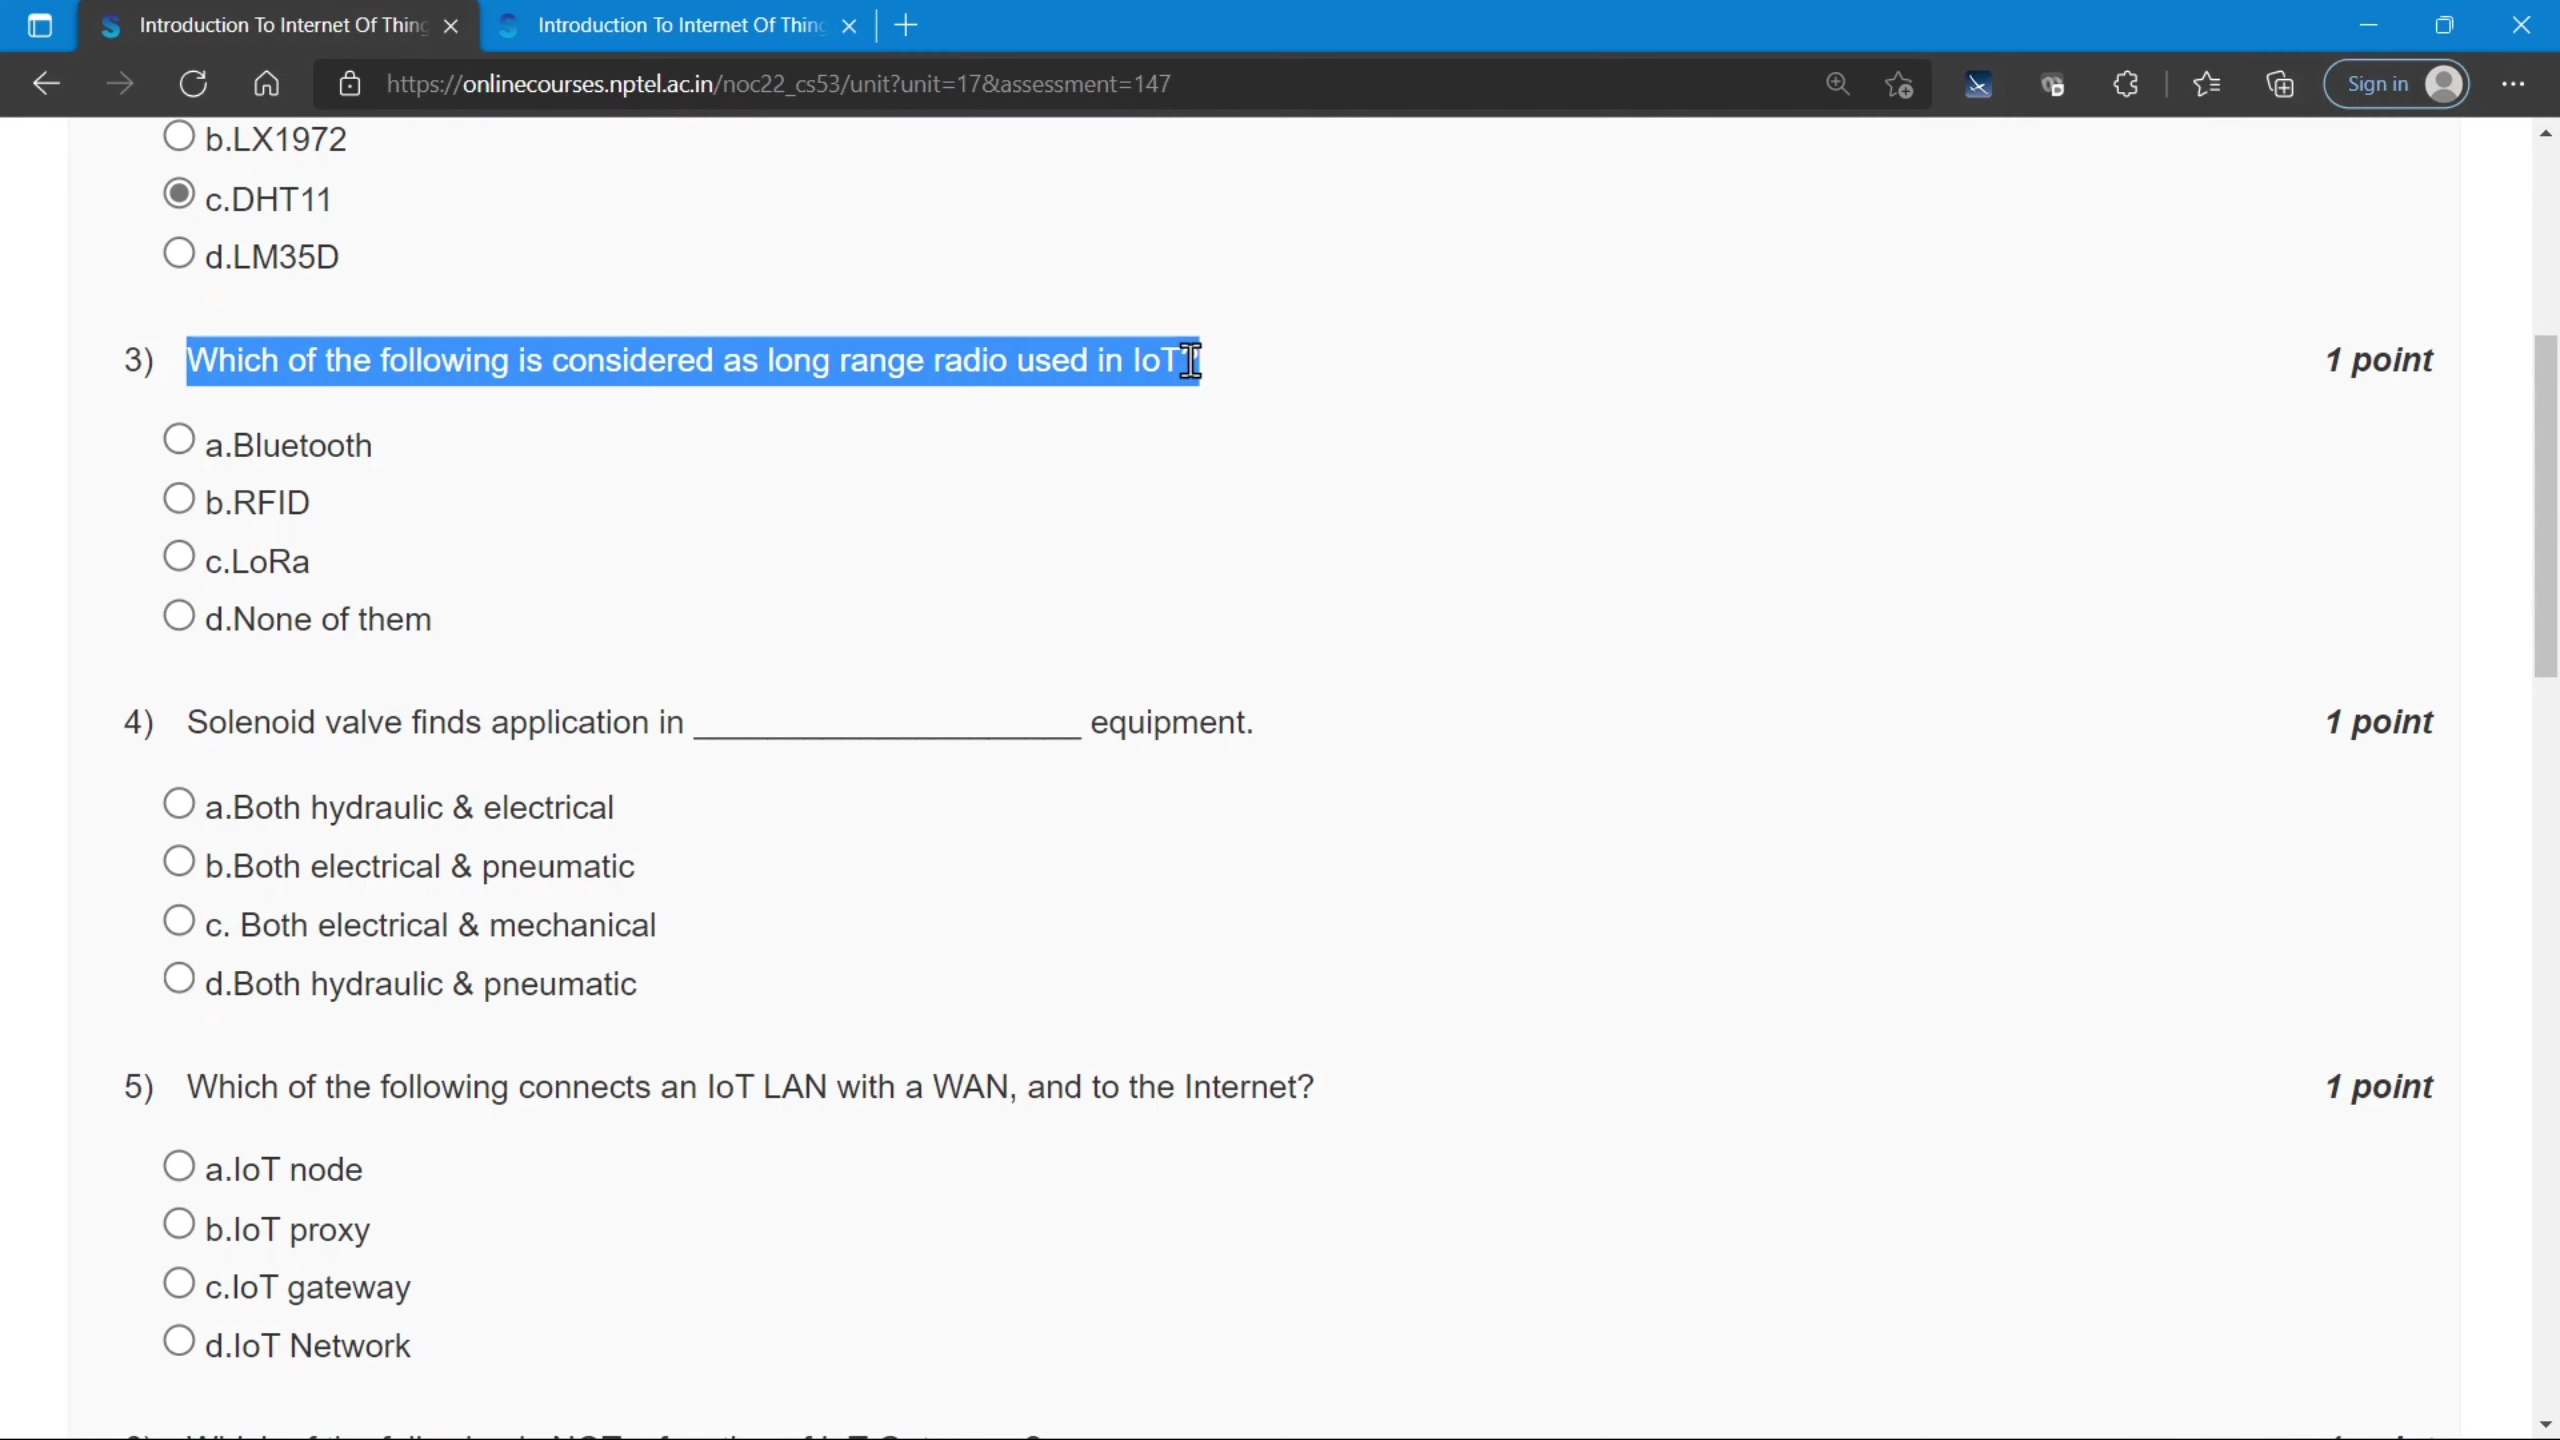 Introduction To Internet Of Thing
Introduction To Internet Of Thing
https://onlinecourses.nptel.ac.in/noc22_cs53/unit?unit=17&assessment=147
Sign in
b.LX1972
c.DHT11
d.LM35D
3) Which of the following is considered as long range radio used in IoT? 1 point
a.Bluetooth
b.RFID
c.LoRa
d.None of them
4) Solenoid valve finds application in _____________________ equipment. 1 point
a.Both hydraulic & electrical
b.Both electrical & pneumatic
c. Both electrical & mechanical
d.Both hydraulic & pneumatic
5) Which of the following connects an IoT LAN with a WAN, and to the Internet? 1 point
a.IoT node
b.IoT proxy
c.IoT gateway
d.IoT Network